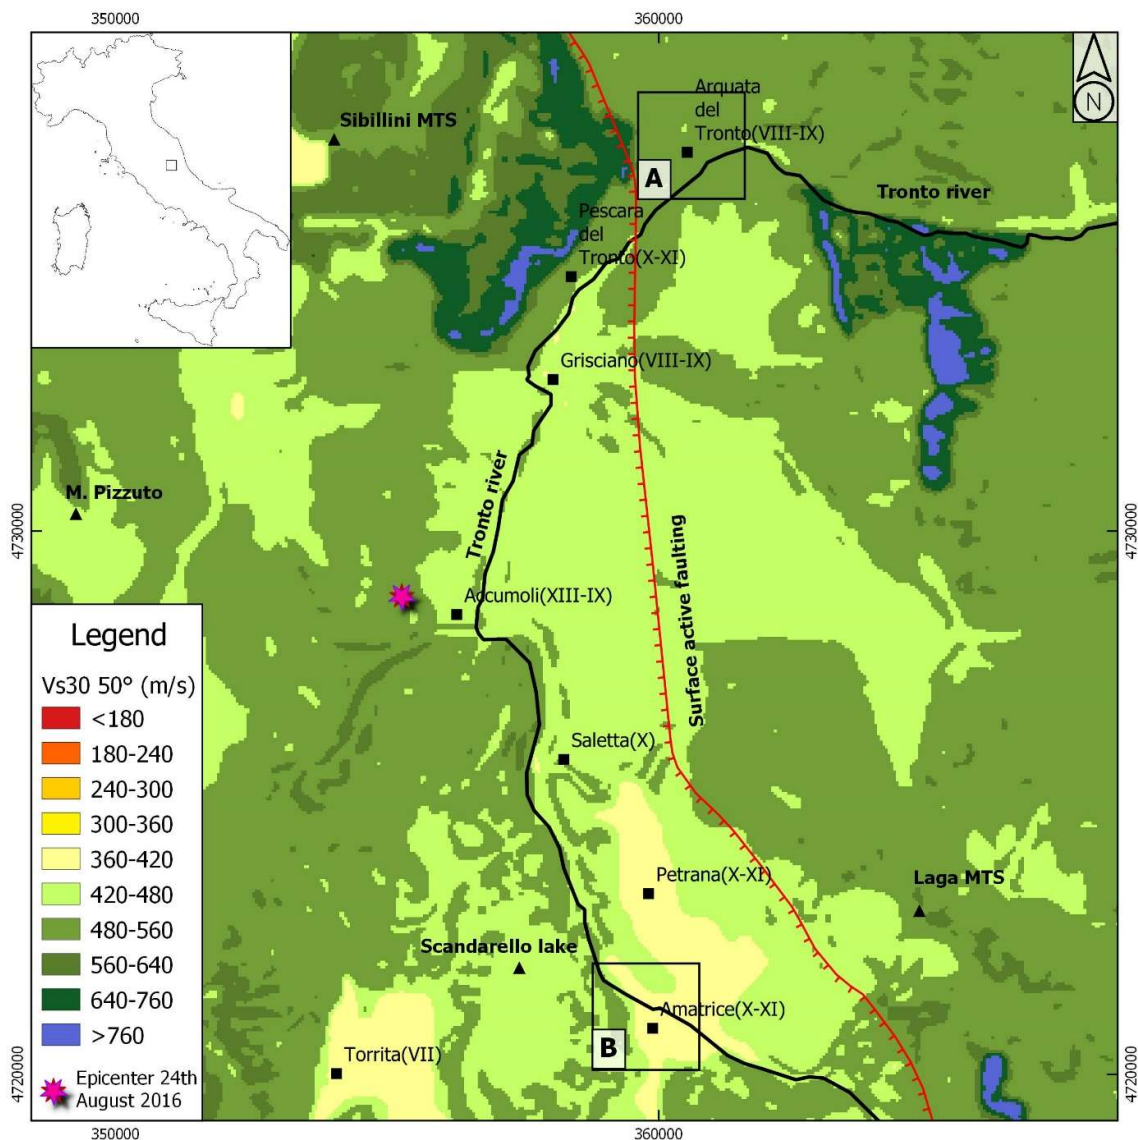 350000
360000
N
Sibillini MTS
Arquata
del
Tronto(VIII-IX)
A
Tronto river
Pescara
del
Tronto(X-XI)
Grisciano(VIII-IX)
M. Pizzuto
Tronto river
4730000
4730000
Surface active faulting
Accumoli(XIII-IX)
Saletta(X)
Petrana(X-XI)
Laga MTS
Scandarello lake
Amatrice(X-XI)
B
Torrita(VII)
Legend
Vs30 50° (m/s)
<180
180-240
240-300
300-360
360-420
420-480
480-560
560-640
640-760
>760
Epicenter 24th
August 2016
4720000
4720000
350000
360000